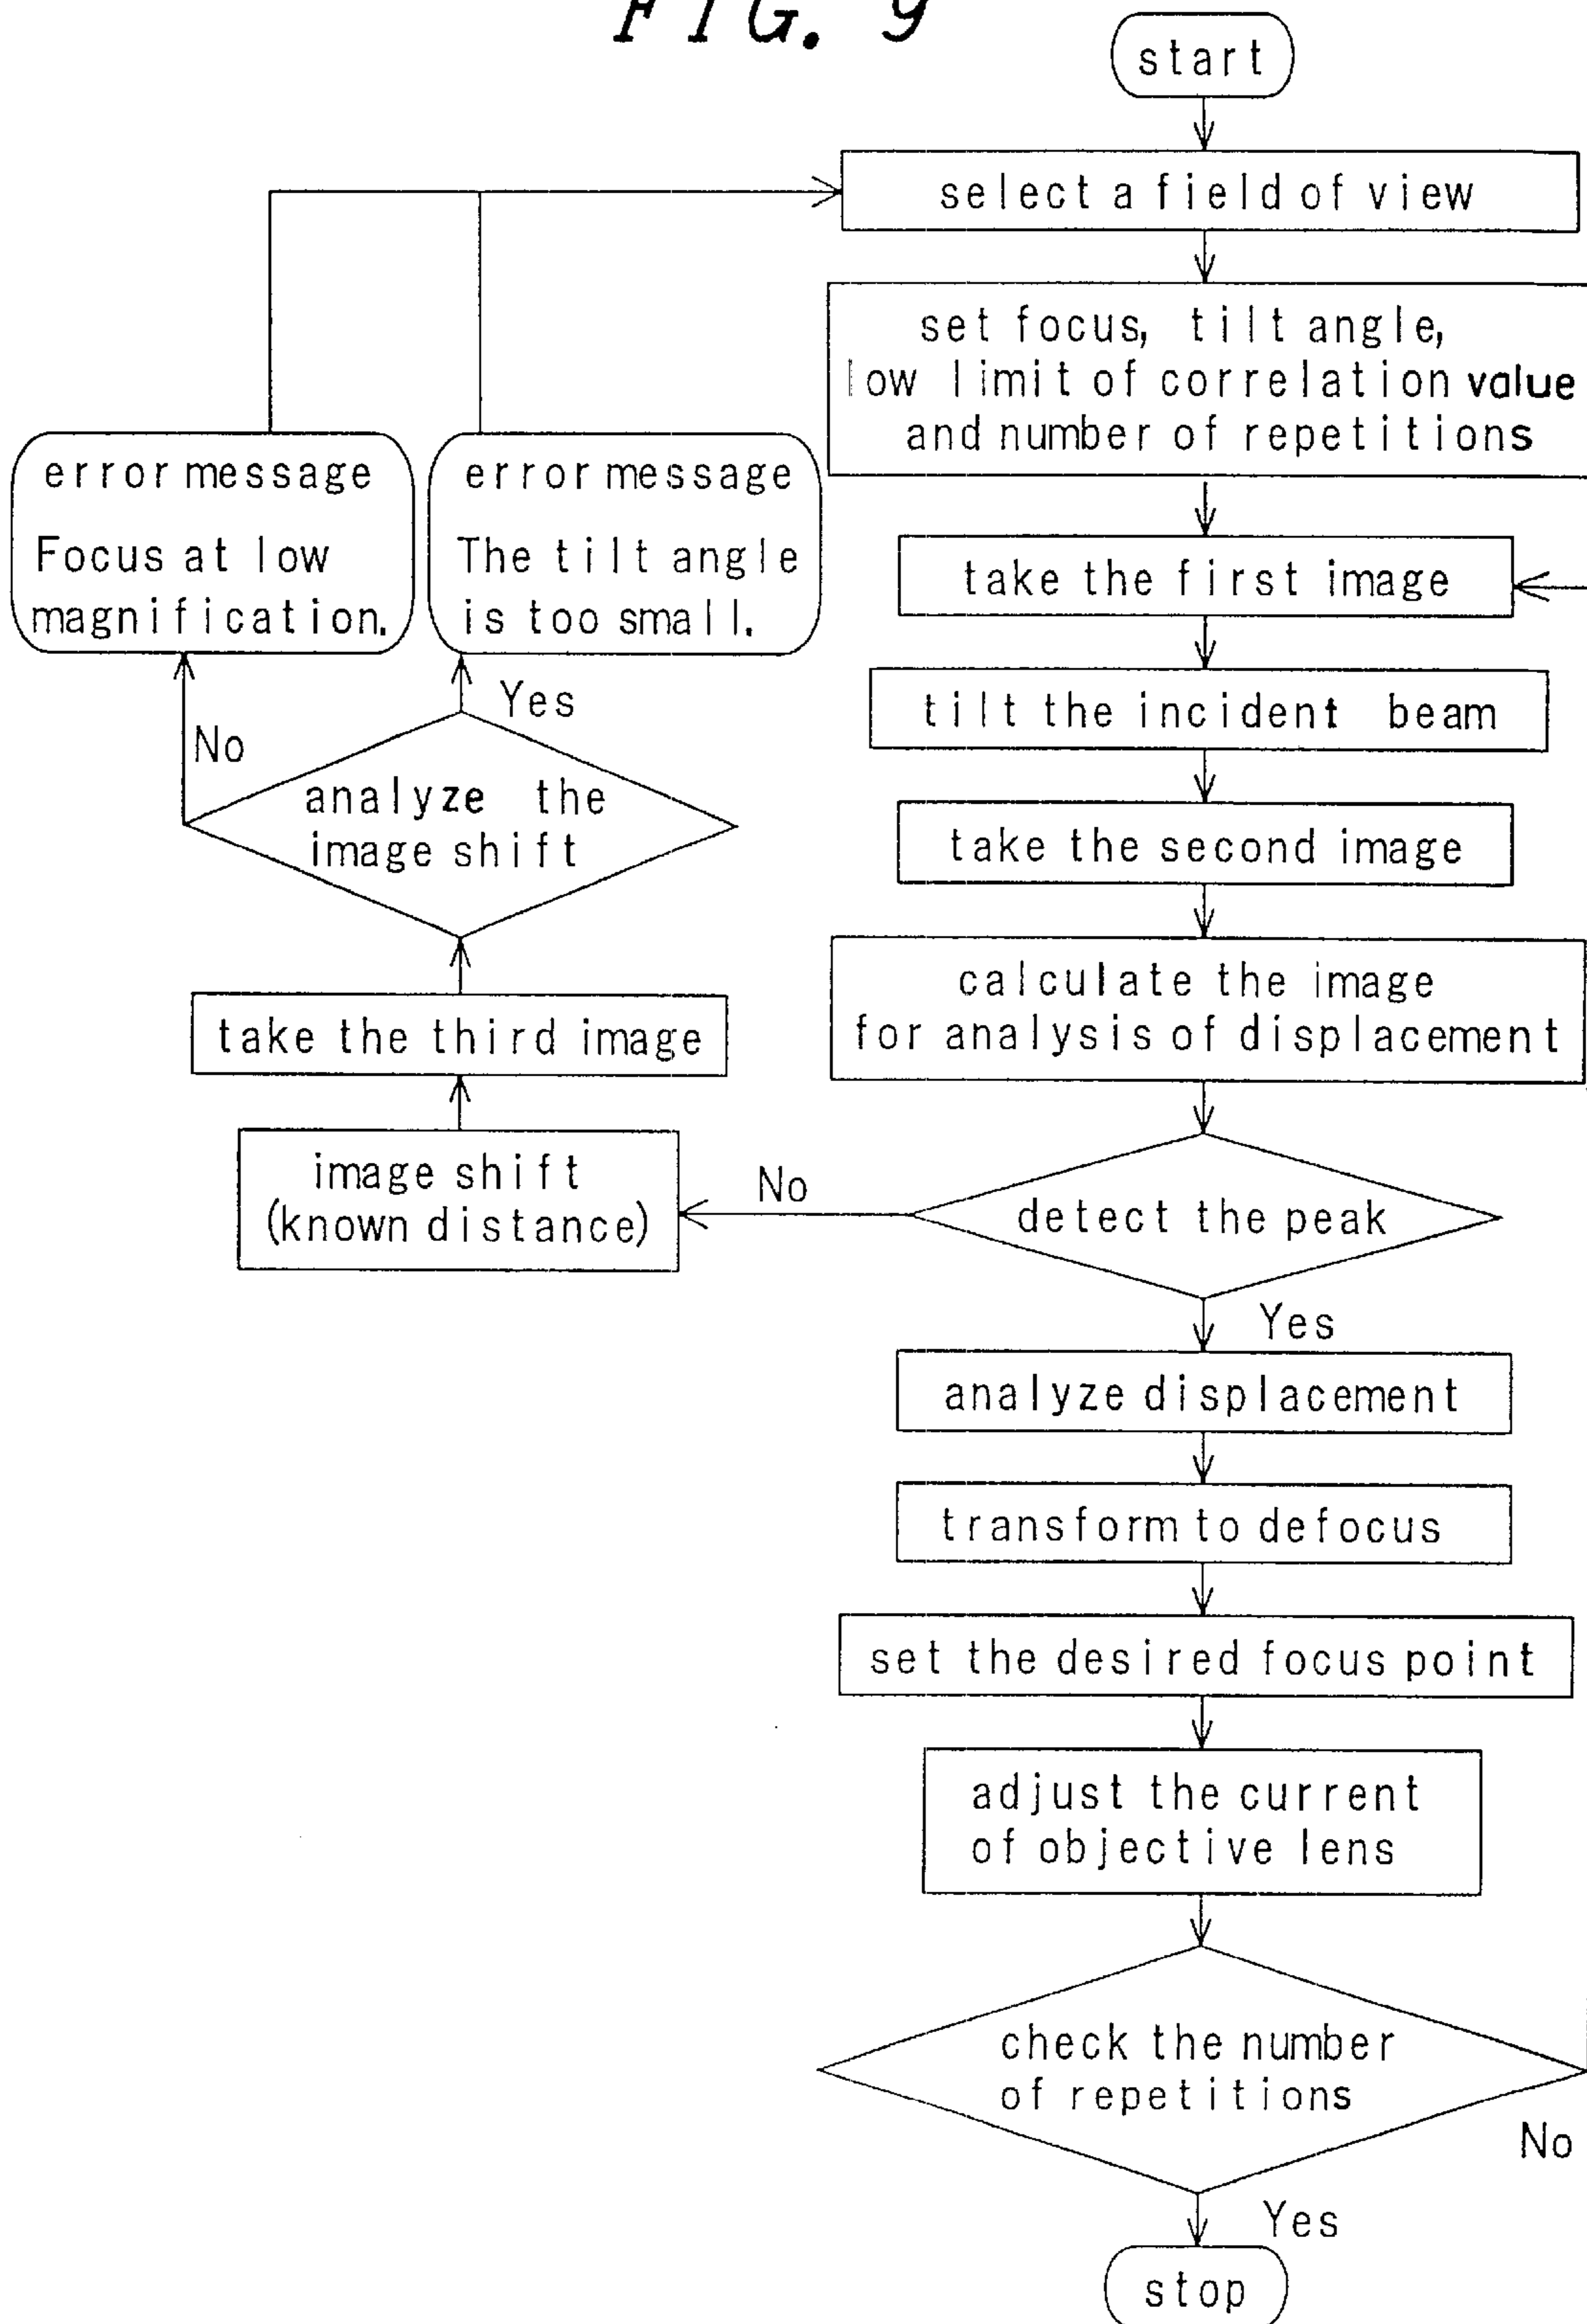 FIG. 9
start
select a field of view
set focus, tilt angle,
low limit of correlation value
and number of repetitions
error message
Focus at low
magnification.
error message
The tilt angle
is too small.
take the first image
tilt the incident beam
Yes
No
analyze the
image shift
take the second image
calculate the image
for analysis of displacement
take the third image
image shift
(known distance)
No
detect the peak
Yes
analyze displacement
transform to defocus
set the desired focus point
adjust the current
of objective lens
check the number
of repetitions
No
Yes
stop